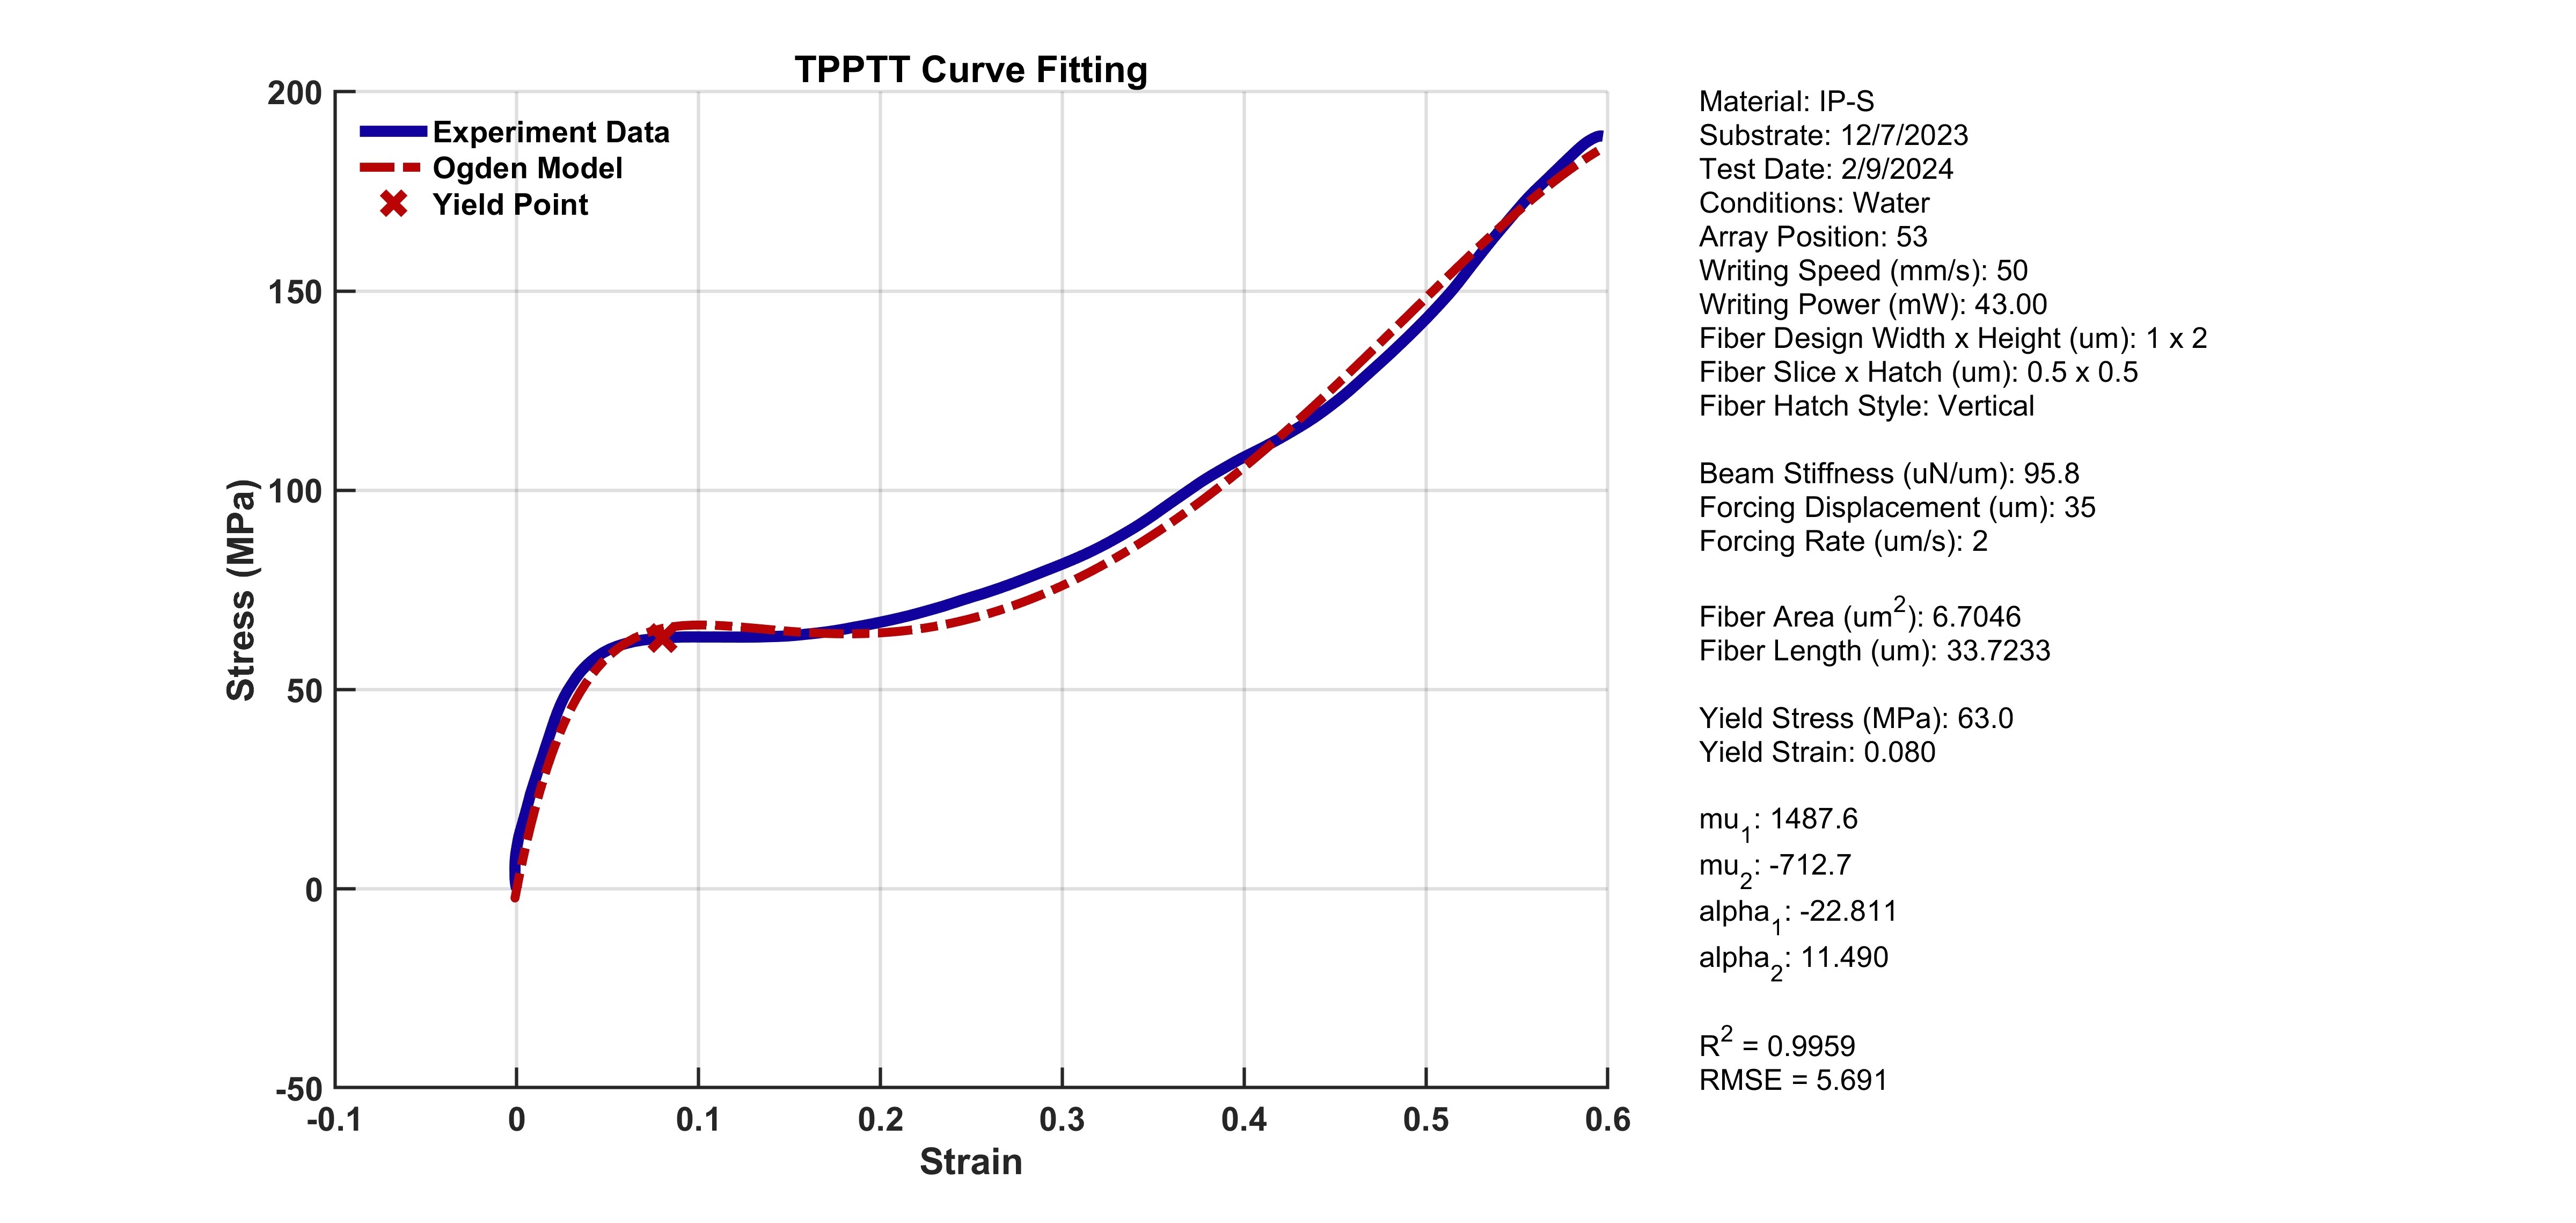 TPPTT Curve Fitting
200
150
100
50
0
-50
-0.1
0
0.1
0.2
0.3
0.4
0.5
0.6
Stress (MPa)
Strain
Experiment Data
Ogden Model
Yield Point
Material: IP-S
Substrate: 12/7/2023
Test Date: 2/9/2024
Conditions: Water
Array Position: 53
Writing Speed (mm/s): 50
Writing Power (mW): 43.00
Fiber Design Width x Height (um): 1 x 2
Fiber Slice x Hatch (um): 0.5 x 0.5
Fiber Hatch Style: Vertical
Beam Stiffness (uN/um): 95.8
Forcing Displacement (um): 35
Forcing Rate (um/s): 2
Fiber Area (um²): 6.7046
Fiber Length (um): 33.7233
Yield Stress (MPa): 63.0
Yield Strain: 0.080
mu₁: 1487.6
mu₂: -712.7
alpha₁: -22.811
alpha₂: 11.490
R² = 0.9959
RMSE = 5.691